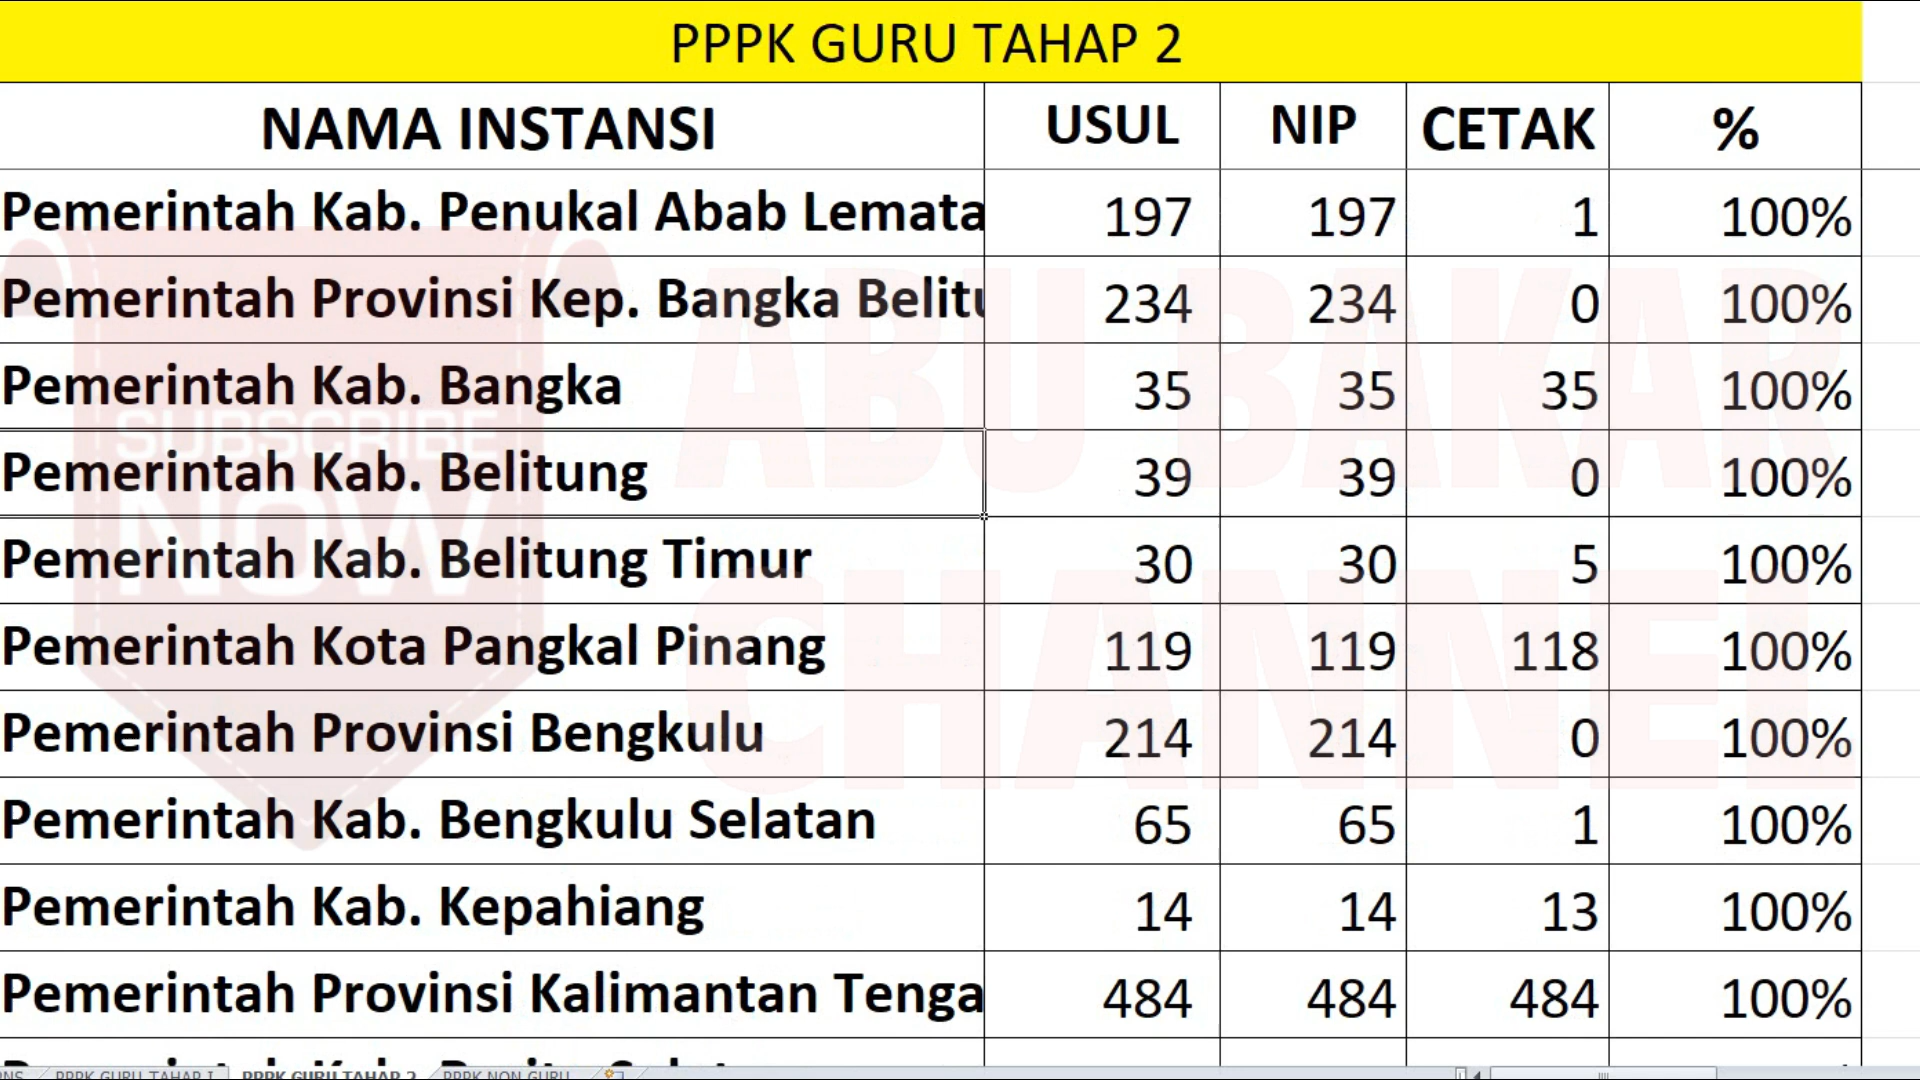 PPPK GURU TAHAP 2
NAMA INSTANSI USUL NIP CETAK %
Pemerintah Kab. Penukal Abab Lemata 197 197 1 100%
Pemerintah Provinsi Kep. Bangka Belitu 234 234 0 100%
Pemerintah Kab. Bangka 35 35 35 100%
Pemerintah Kab. Belitung 39 39 0 100%
Pemerintah Kab. Belitung Timur 30 30 5 100%
Pemerintah Kota Pangkal Pinang 119 119 118 100%
Pemerintah Provinsi Bengkulu 214 214 0 100%
Pemerintah Kab. Bengkulu Selatan 65 65 1 100%
Pemerintah Kab. Kepahiang 14 14 13 100%
Pemerintah Provinsi Kalimantan Tenga 484 484 484 100%
PPPK GURU TAHAP I PPPK GURU TAHAP 2 PPPK NON GURU
SUBSCRIBE
NOW
ABU BAKAR
CHANNEL